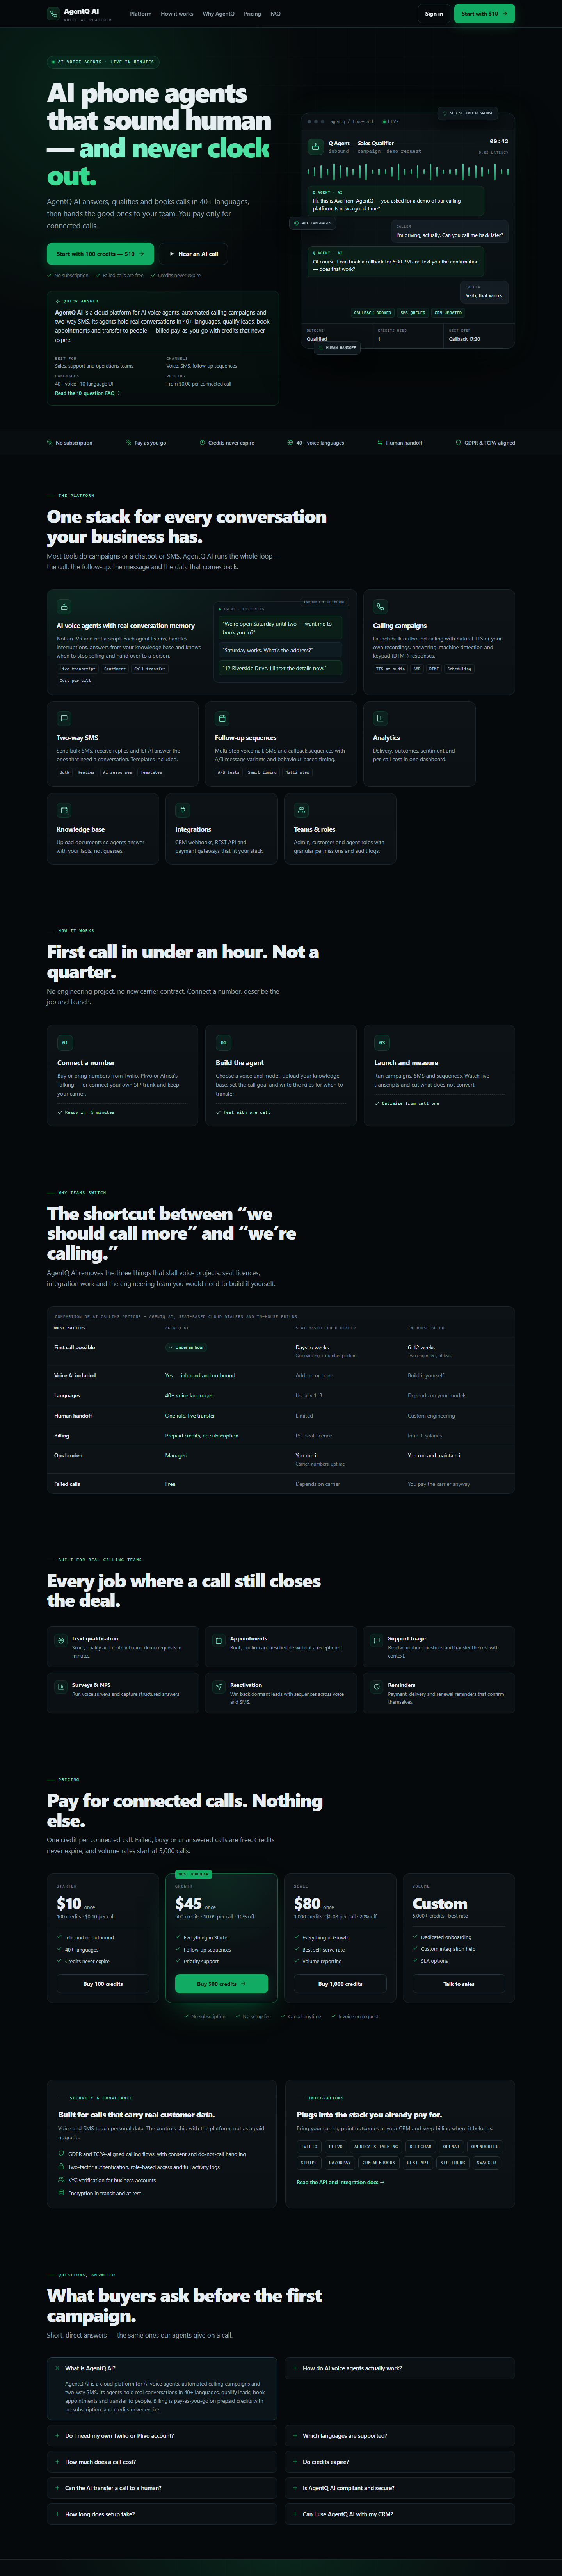 AgentQ AI
VOICE AI PLATFORM
Platform
How it works
Why AgentQ
Pricing
FAQ
Sign in
Start with $10 →
AI VOICE AGENTS · LIVE IN MINUTES
AI phone agents
that sound human
— and never clock
out.
AgentQ AI answers, qualifies and books calls in 40+ languages,
then hands the good ones to your team. You pay only for
connected calls.
Start with 100 credits — $10 →
Hear an AI call
No subscription
Failed calls are free
Credits never expire
QUICK ANSWER
AgentQ AI is a cloud platform for AI voice agents, automated calling campaigns and
two-way SMS. Its agents hold real conversations in 40+ languages, qualify leads, book
appointments and transfer to people — billed pay-as-you-go with credits that never
expire.
BEST FOR
Sales, support and operations teams
CHANNELS
Voice, SMS, follow-up sequences
LANGUAGES
40+ voice · 10-language UI
PRICING
From $0.08 per connected call
Read the 10-question FAQ →
SUB-SECOND RESPONSE
agentq / live-call
LIVE
Q Agent — Sales Qualifier
inbound · campaign: demo-request
00:42
Q AGENT · AI
Hi, this is Ava from AgentQ — you asked for a demo of our calling
platform. Is now a good time?
40+ LANGUAGES
CALLER
I'm driving, actually. Can you call me back later?
Q AGENT · AI
Of course. I can book a callback for 5:30 PM and text you the confirmation
— does that work?
CALLER
Yeah, that works.
CALLBACK BOOKED
SMS QUEUED
CRM UPDATED
OUTCOME
Qualified
CREDITS USED
1
NEXT STEP
Callback 17:30
HUMAN HANDOFF
No subscription
Pay as you go
Credits never expire
40+ voice languages
Human handoff
GDPR & TCPA-aligned
THE PLATFORM
One stack for every conversation
your business has.
Most tools do campaigns or a chatbot or SMS. AgentQ AI runs the whole loop —
the call, the follow-up, the message and the data that comes back.
AI voice agents with real conversation memory
Not an IVR and not a script. Each agent listens, handles
interruptions, answers from your knowledge base and knows
when to stop selling and hand over to a person.
Live transcript
Sentiment
Call transfer
Cost per call
INBOUND + OUTBOUND
AGENT · LISTENING
"We're open Saturday until two — want me to
book you in?"
"Saturday works. What's the address?"
"12 Riverside Drive. I'll text the details now."
Calling campaigns
Launch bulk outbound calling with natural TTS or your
own recordings, answering-machine detection and
keypad (DTMF) responses.
TTS or audio
AMD
DTMF
Scheduling
Two-way SMS
Send bulk SMS, receive replies and let AI answer the
ones that need a conversation. Templates included.
Bulk
Replies
AI responses
Templates
Follow-up sequences
Multi-step voicemail, SMS and callback sequences with
A/B message variants and behaviour-based timing.
A/B tests
Smart timing
Multi-step
Analytics
Delivery, outcomes, sentiment and
per-call cost in one dashboard.
Knowledge base
Upload documents so agents answer
with your facts, not guesses.
Integrations
CRM webhooks, REST API and
payment gateways that fit your stack.
Teams & roles
Admin, customer and agent roles with
granular permissions and audit logs.
HOW IT WORKS
First call in under an hour. Not a
quarter.
No engineering project, no new carrier contract. Connect a number, describe the
job and launch.
01
Connect a number
Buy or bring numbers from Twilio, Plivo or Africa's
Talking — or connect your own SIP trunk and keep
your carrier.
Ready in ~5 minutes
02
Build the agent
Choose a voice and model, upload your knowledge
base, set the call goal and write the rules for when to
transfer.
Test with one call
03
Launch and measure
Run campaigns, SMS and sequences. Watch live
transcripts and cut what does not convert.
Optimize from call one
WHY TEAMS SWITCH
The shortcut between “we
should call more” and “we’re
calling.”
AgentQ AI removes the three things that stall voice projects: seat licences,
integration work and the engineering team you would need to build it yourself.
COMPARISON OF AI CALLING OPTIONS — AGENTQ AI, SEAT-BASED CLOUD DIALERS AND IN-HOUSE BUILDS.
WHAT MATTERS
AGENTQ AI
SEAT-BASED CLOUD DIALER
IN-HOUSE BUILD
First call possible
Under an hour
Days to weeks
Onboarding + number porting
6–12 weeks
Two engineers, at least
Voice AI included
Yes — inbound and outbound
Add-on or none
Build it yourself
Languages
40+ voice languages
Usually 1–3
Depends on your models
Human handoff
One rule, live transfer
Limited
Custom engineering
Billing
Prepaid credits, no subscription
Per-seat licence
Infra + salaries
Ops burden
Managed
You run it
Carrier, numbers, uptime
You run and maintain it
Failed calls
Free
Depends on carrier
You pay the carrier anyway
BUILT FOR REAL CALLING TEAMS
Every job where a call still closes
the deal.
Lead qualification
Score, qualify and route inbound demo requests in
minutes.
Appointments
Book, confirm and reschedule without a receptionist.
Support triage
Resolve routine questions and transfer the rest with
context.
Surveys & NPS
Run voice surveys and capture structured answers.
Reactivation
Win back dormant leads with sequences across voice
and SMS.
Reminders
Payment, delivery and renewal reminders that confirm
themselves.
PRICING
Pay for connected calls. Nothing
else.
One credit per connected call. Failed, busy or unanswered calls are free. Credits
never expire, and volume rates start at 5,000 calls.
STARTER
$10 once
100 credits · $0.10 per call
Inbound or outbound
40+ languages
Credits never expire
Buy 100 credits
MOST POPULAR
GROWTH
$45 once
500 credits · $0.09 per call · 10% off
Everything in Starter
Follow-up sequences
Priority support
Buy 500 credits →
SCALE
$80 once
1,000 credits · $0.08 per call · 20% off
Everything in Growth
Best self-serve rate
Volume reporting
Buy 1,000 credits
VOLUME
Custom
5,000+ credits · best rate
Dedicated onboarding
Custom integration help
SLA options
Talk to sales
No subscription
No setup fee
Cancel anytime
Invoice on request
SECURITY & COMPLIANCE
Built for calls that carry real customer data.
Voice and SMS touch personal data. The controls ship with the platform, not as a paid
upgrade.
GDPR and TCPA-aligned calling flows, with consent and do-not-call handling
Two-factor authentication, role-based access and full activity logs
KYC verification for business accounts
Encryption in transit and at rest
INTEGRATIONS
Plugs into the stack you already pay for.
Bring your carrier, point outcomes at your CRM and keep billing where it belongs.
TWILIO
PLIVO
AFRICA'S TALKING
DEEPGRAM
OPENAI
OPENROUTER
STRIPE
RAZORPAY
CRM WEBHOOKS
REST API
SIP TRUNK
SWAGGER
Read the API and integration docs →
QUESTIONS, ANSWERED
What buyers ask before the first
campaign.
Short, direct answers — the same ones our agents give on a call.
What is AgentQ AI?
AgentQ AI is a cloud platform for AI voice agents, automated calling campaigns and
two-way SMS. Its agents hold real conversations in 40+ languages, qualify leads, book
appointments and transfer to people. Billing is pay-as-you-go on prepaid credits with
no subscription, and credits never expire.
How do AI voice agents actually work?
Do I need my own Twilio or Plivo account?
Which languages are supported?
How much does a call cost?
Do credits expire?
Can the AI transfer a call to a human?
Is AgentQ AI compliant and secure?
How long does setup take?
Can I use AgentQ AI with my CRM?